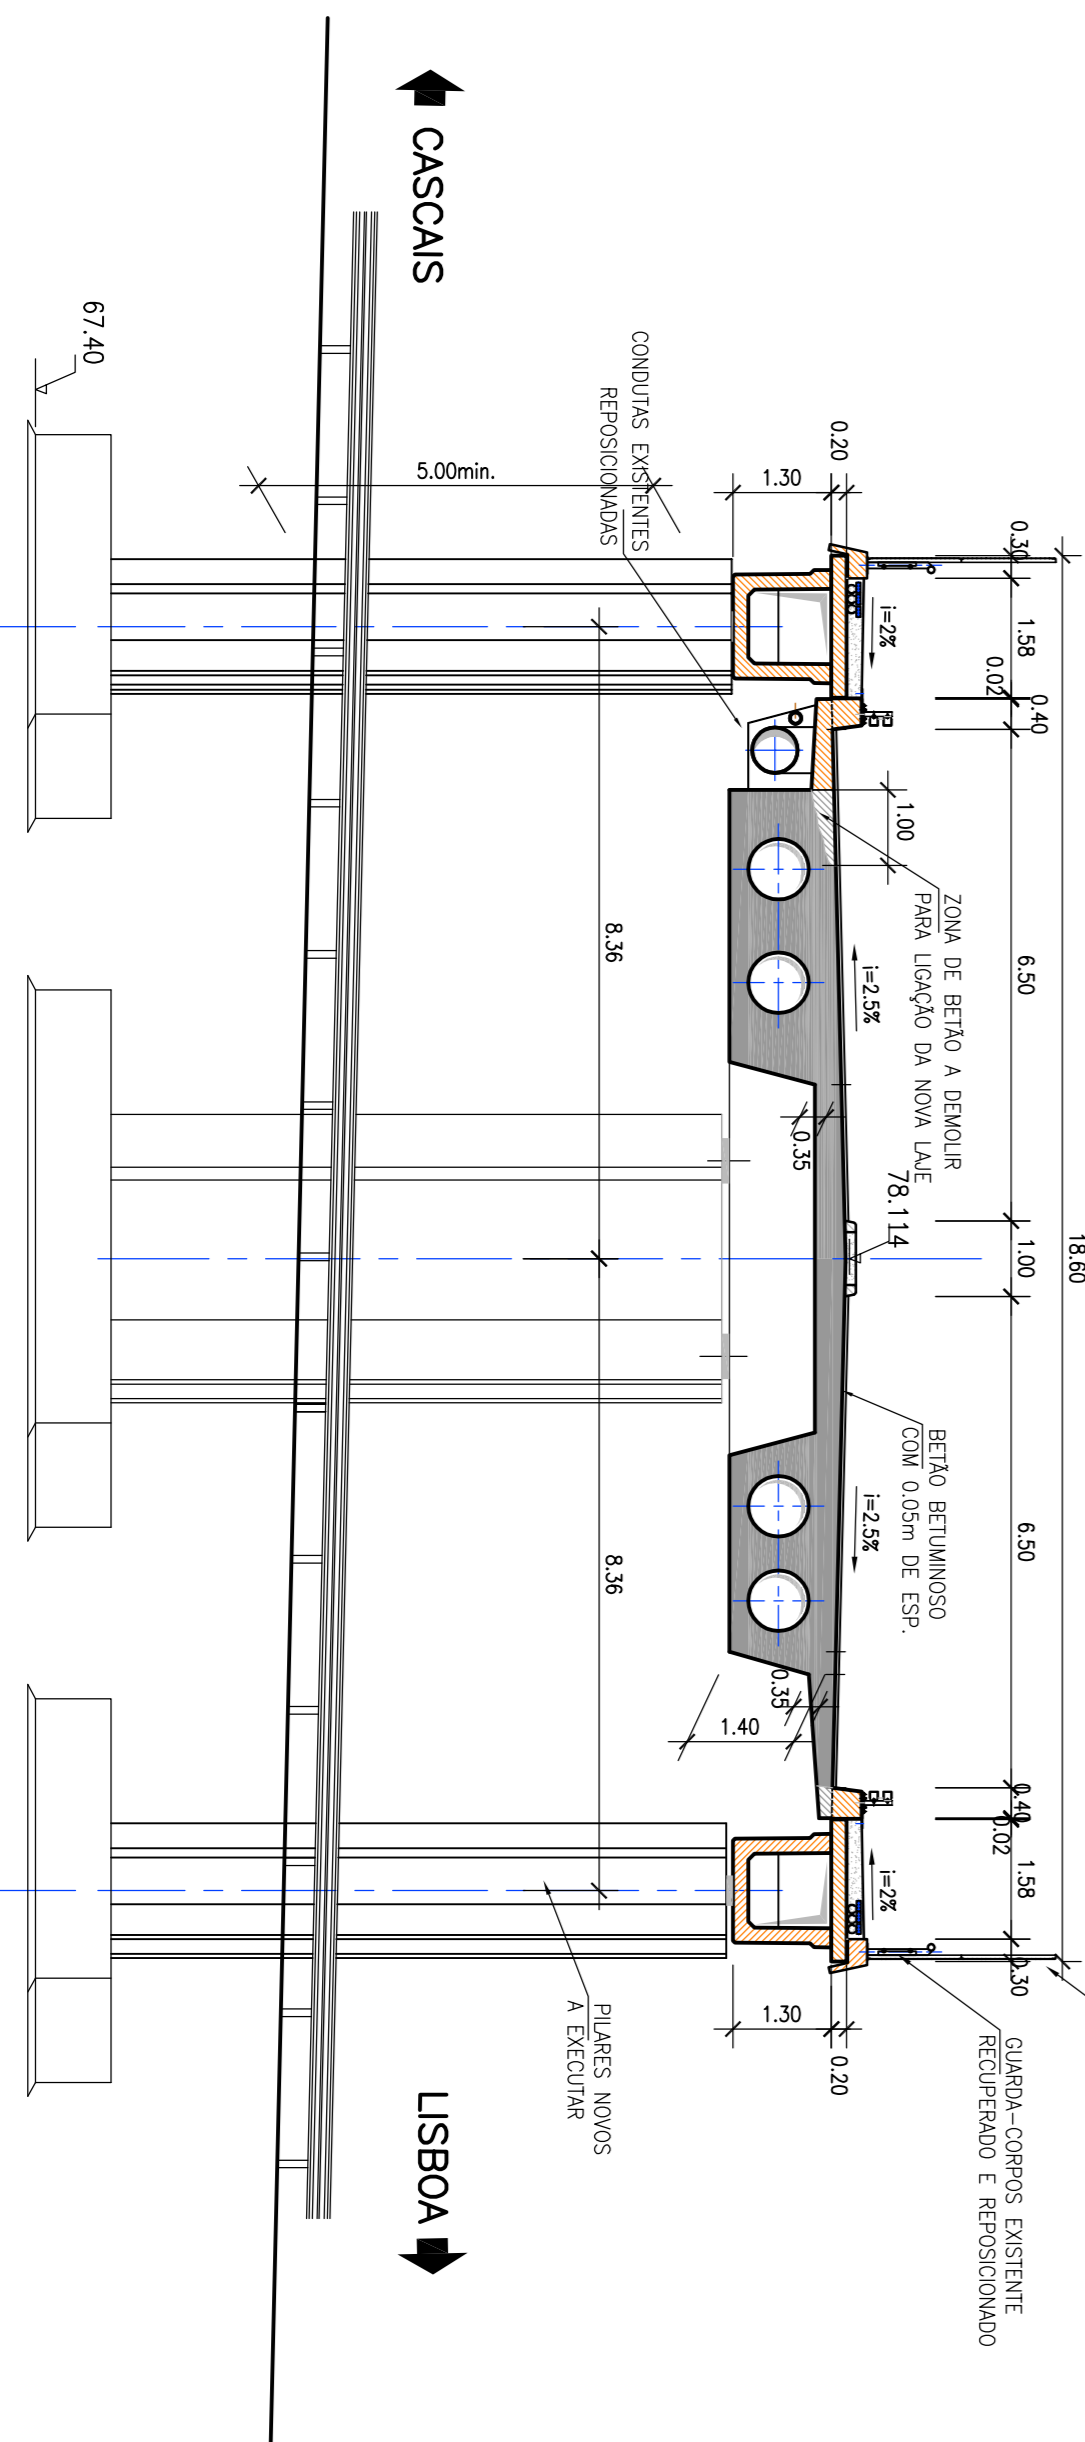 18.60
0.30
1.58
0.02
0.40
6.50
1.00
6.50
0.40
0.02
1.58
0.30
GUARDA-CORPOS EXISTENTE
RECUPERADO E REPOSICIONADO
ZONA DE BETÃO A DEMOLIR
PARA LIGAÇÃO DA NOVA LAJE
BETÃO BETUMINOSO
COM 0.05m DE ESP.
1.00
78.114
i=2%
i=2.5%
i=2.5%
i=2%
0.20
1.30
0.35
0.35
1.40
1.30
0.20
CONDUTAS EXISTENTES
REPOSICIONADAS
8.36
8.36
PILARES NOVOS
A EXECUTAR
5.00min.
CASCAIS
LISBOA
67.40